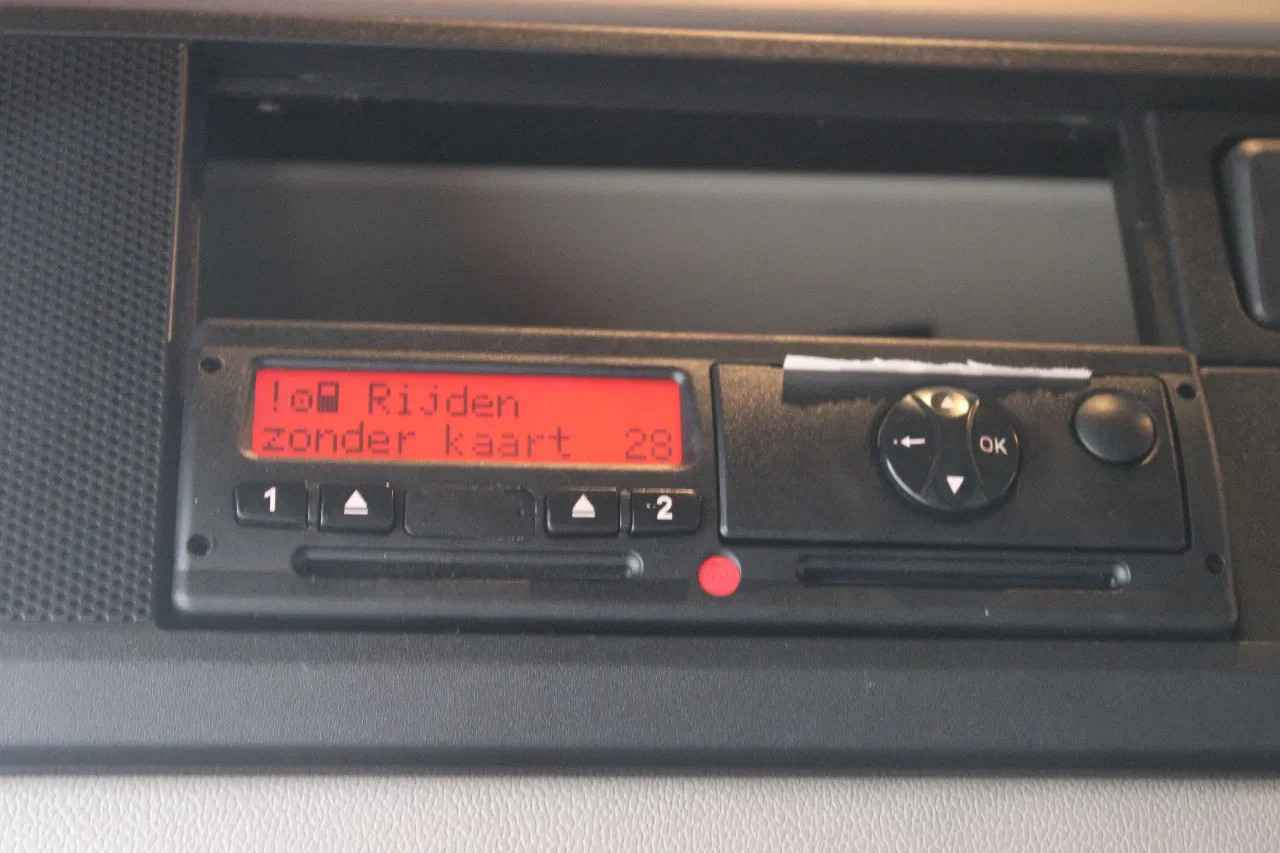 ! Rijden
zonder kaart 28
1 2
OK